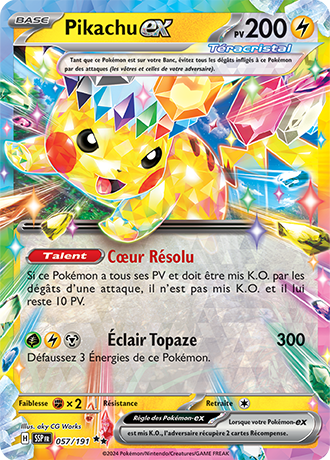 BASE Pikachu ex PV 200
Téracristal
Tant que ce Pokémon est sur votre Banc, évitez tous les dégâts infligés à ce Pokémon
par des attaques (les vôtres et celles de votre adversaire).
Talent Cœur Résolu
Si ce Pokémon a tous ses PV et doit être mis K.O. par les
dégâts d'une attaque, il n'est pas mis K.O. et il lui
reste 10 PV.
Éclair Topaze 300
Défaussez 3 Énergies de ce Pokémon.
Faiblesse × 2 Résistance Retraite
Illus. aky CG Works
Règle des Pokémon-ex Lorsque votre Pokémon-ex
est mis K.O., l'adversaire récupère 2 cartes Récompense.
H SSP FR 057/191
©2024 Pokémon/Nintendo/Creatures/GAME FREAK